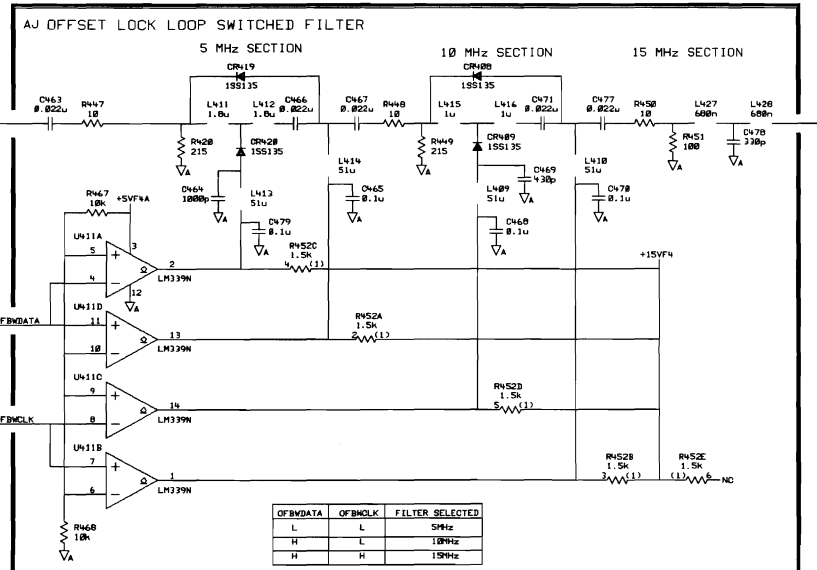 AJ OFFSET LOCK LOOP SWITCHED FILTER
5 MHz SECTION
10 MHz SECTION
15 MHz SECTION
CR419
1SS135
CR408
1SS135
C463
0.022u
R447
10
L411
1.8u
L412
1.8u
C466
0.022u
C467
0.022u
R448
10
L415
1u
L416
1u
C471
0.022u
C477
0.022u
R450
10
L427
680n
L428
680n
R420
215
CR420
1SS135
L414
51u
R449
215
CR409
1SS135
L410
51u
R451
100
C478
330p
A
A
A
A
C464
1000p
L413
51u
C465
0.1u
L409
51u
C469
430p
C470
0.1u
A
A
A
A
C479
0.1u
C468
0.1u
A
A
R467
10k
+5VF4A
+15VF4
U411A
5
+
3
4
-
2
12
A
LM339N
R452C
1.5k
4
(1)
FBWDATA
U411D
11
+
10
-
13
LM339N
R452A
1.5k
2
(1)
FBWCLK
U411C
9
+
8
-
14
LM339N
R452D
1.5k
5
(1)
U411B
7
+
6
-
1
LM339N
R452B
1.5k
3
(1)
R452E
1.5k
(1)
6
NC
R468
10k
A
OFBWDATA OFBWCLK FILTER SELECTED
L L 5MHz
H L 10MHz
H H 15MHz